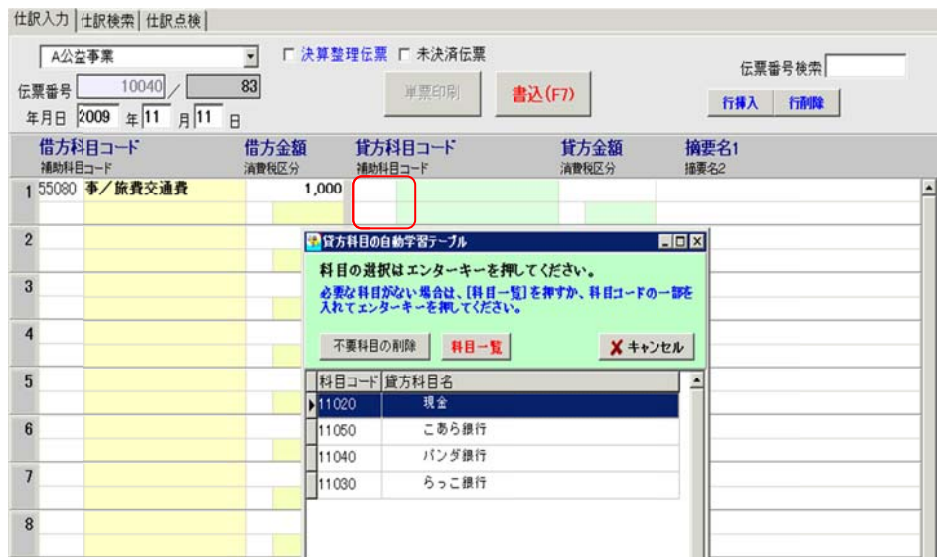 仕訳入力 仕訳検索 仕訳点検
A公益事業 決算整理伝票 未決済伝票
伝票番号検索
伝票番号 10040 / 83
単票印刷 書込(F7)
行挿入 行削除
年月日 2009 年 11 月 11 日
借方科目コード 借方金額 貸方科目コード 貸方金額 摘要名1
補助科目コード 消費税区分 補助科目コード 消費税区分 摘要名2
1 55080 事/旅費交通費 1,000
2
貸方科目の自動学習テーブル
科目の選択はエンターキーを押してください。
3
必要な科目がない場合は、[科目一覧]を押すか、科目コードの一部を
入れてエンターキーを押してください。
4
不要科目の削除 科目一覧 キャンセル
5
科目コード 貸方科目名
11020 現金
6
11050 こあら銀行
11040 パンダ銀行
7
11030 らっこ銀行
8